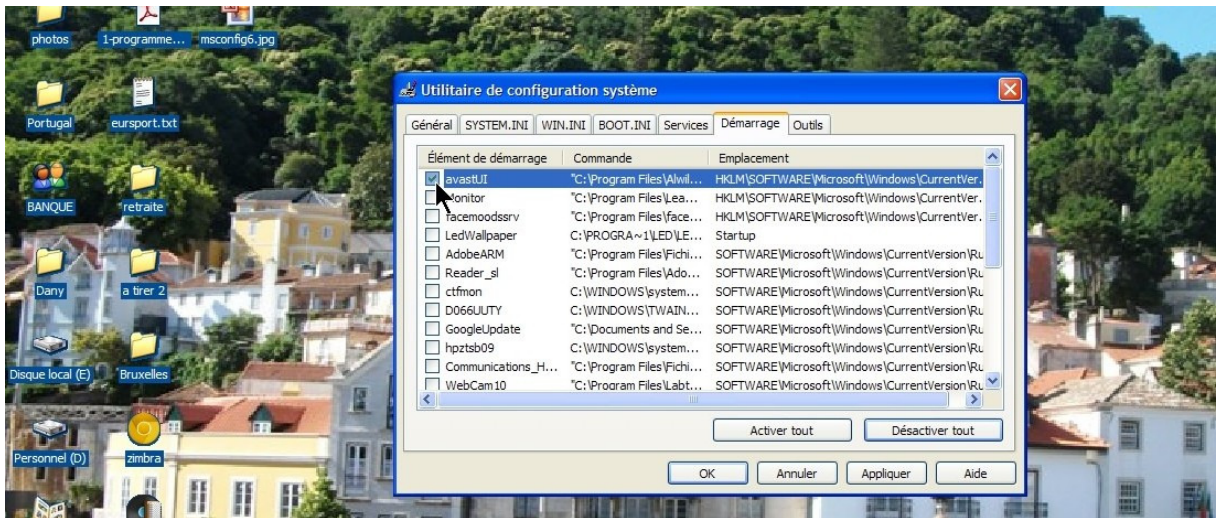 photos
1-programme...
msconfig6.jpg
Portugal
eursport.txt
BANQUE
retraite
Dany
a tirer 2
Disque local (E)
Bruxelles
Personnel (D)
zimbra
Utilitaire de configuration système
Général SYSTEM.INI WIN.INI BOOT.INI Services Démarrage Outils
Élément de démarrage Commande Emplacement
avastUI "C:\Program Files\Alwil... HKLM\SOFTWARE\Microsoft\Windows\CurrentVer.
Monitor "C:\Program Files\Lea... HKLM\SOFTWARE\Microsoft\Windows\CurrentVer.
facemoodssrv "C:\Program Files\face... HKLM\SOFTWARE\Microsoft\Windows\CurrentVer.
LedWallpaper C:\PROGRA~1\LED\LE... Startup
AdobeARM "C:\Program Files\Fichi... SOFTWARE\Microsoft\Windows\CurrentVersion\Ru
Reader_sl "C:\Program Files\Ado... SOFTWARE\Microsoft\Windows\CurrentVersion\Ru
ctfmon C:\WINDOWS\system... SOFTWARE\Microsoft\Windows\CurrentVersion\Ru
D066UUTY C:\WINDOWS\TWAIN... SOFTWARE\Microsoft\Windows\CurrentVersion\Ru
GoogleUpdate "C:\Documents and Se... SOFTWARE\Microsoft\Windows\CurrentVersion\Ru
hpztsb09 C:\WINDOWS\system... SOFTWARE\Microsoft\Windows\CurrentVersion\Ru
Communications_H... "C:\Program Files\Fichi... SOFTWARE\Microsoft\Windows\CurrentVersion\Ru
WebCam10 "C:\Program Files\Labt... SOFTWARE\Microsoft\Windows\CurrentVersion\Ru
Activer tout Désactiver tout
OK Annuler Appliquer Aide